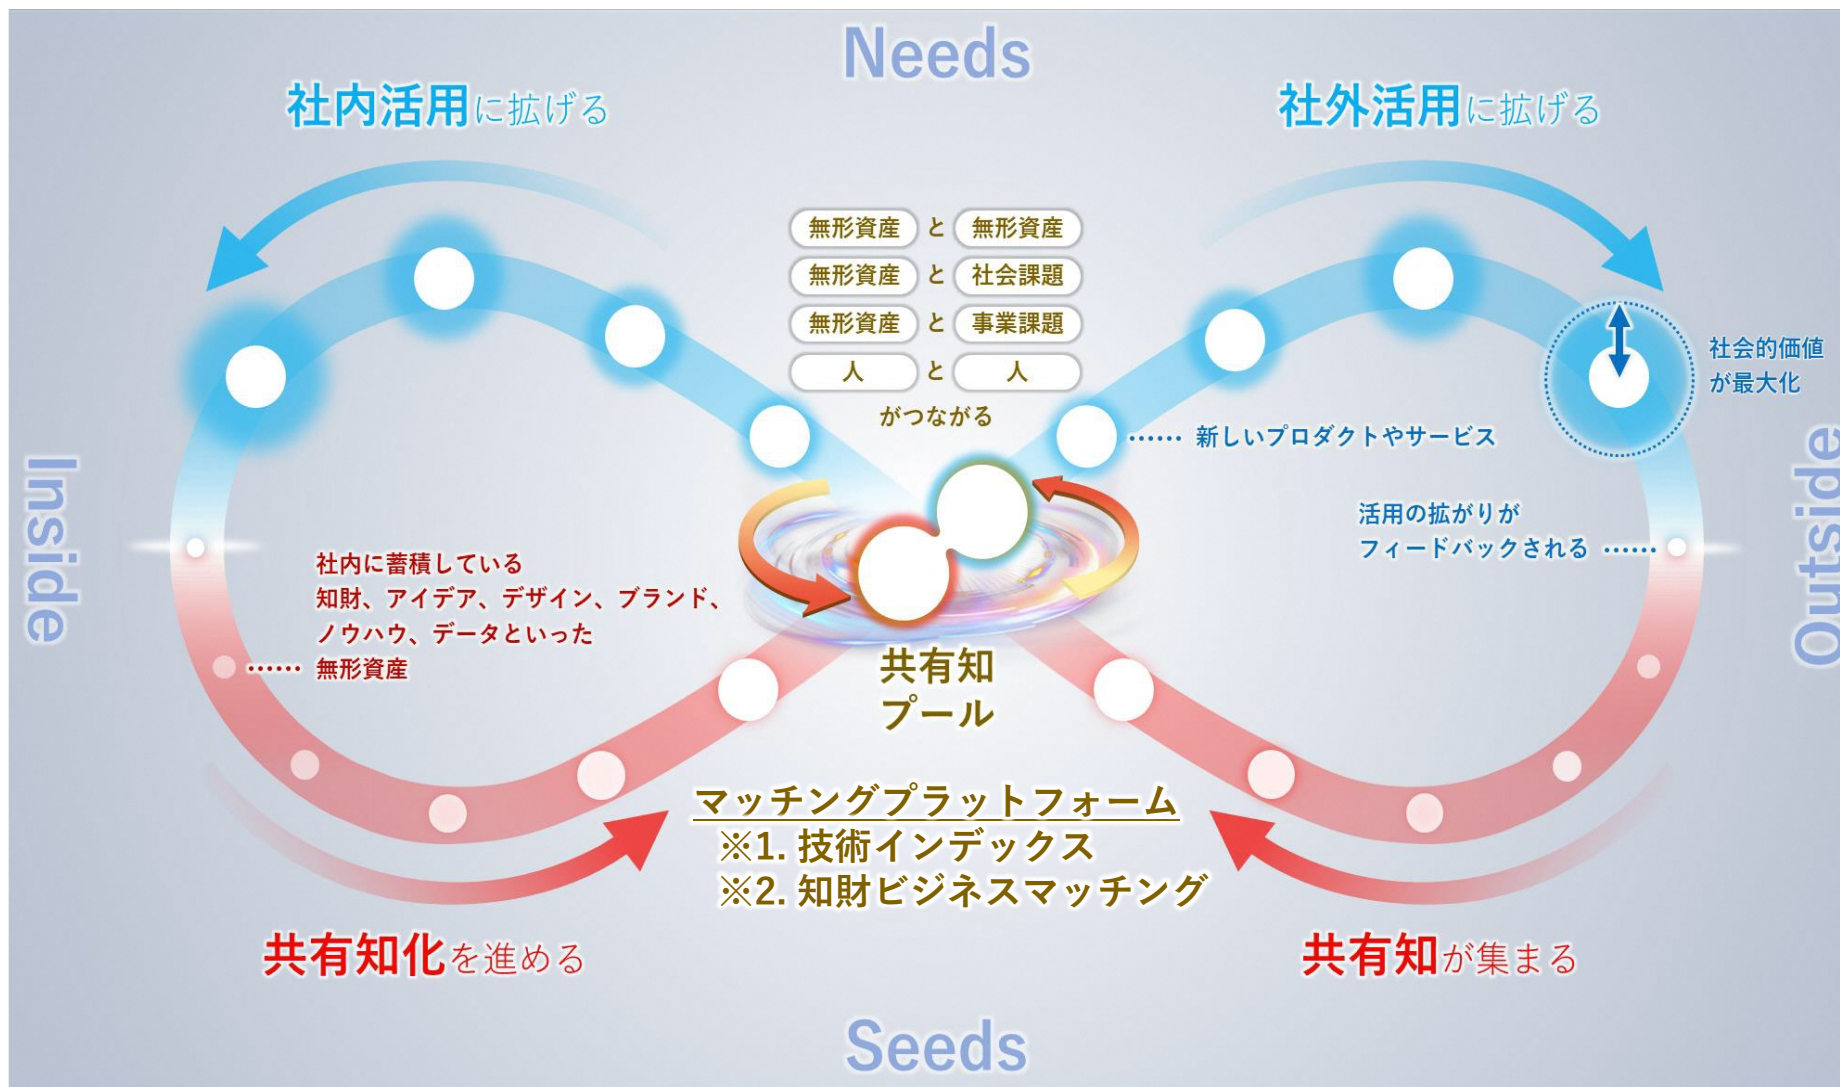 Needs
社内活用に拡げる
社外活用に拡げる
無形資産 と 無形資産
無形資産 と 社会課題
無形資産 と 事業課題
人 と 人
がつながる
社会的価値
が最大化
新しいプロダクトやサービス
活用の拡がりが
フィードバックされる
Inside
Outside
社内に蓄積している
知財、アイデア、デザイン、ブランド、
ノウハウ、データといった
無形資産
共有知
プール
マッチングプラットフォーム
※1. 技術インデックス
※2. 知財ビジネスマッチング
共有知化を進める
共有知が集まる
Seeds